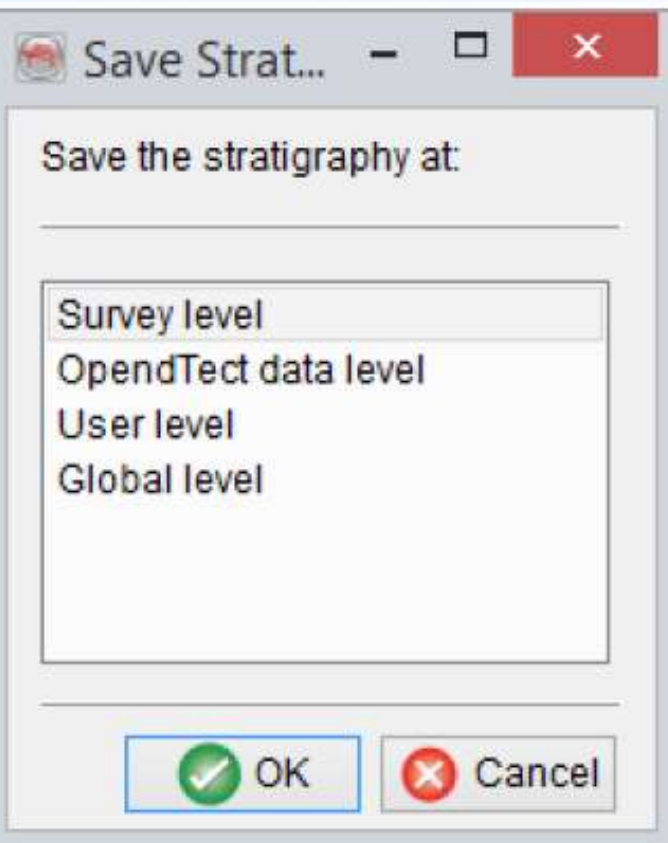 Save Strat...
Save the stratigraphy at:
Survey level
OpendTect data level
User level
Global level
OK
Cancel